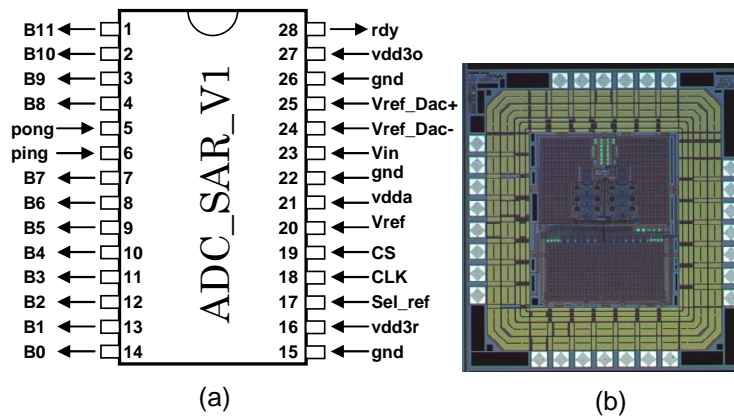 B11 1 28 rdy
B10 2 27 vdd3o
B9 3 26 gnd
B8 4 25 Vref_Dac+
pong 5 24 Vref_Dac-
ping 6 23 Vin
B7 7 22 gnd
B6 8 21 vdda
B5 9 20 Vref
B4 10 19 CS
B3 11 18 CLK
B2 12 17 Sel_ref
B1 13 16 vdd3r
B0 14 15 gnd
ADC_SAR_V1
(a)
(b)